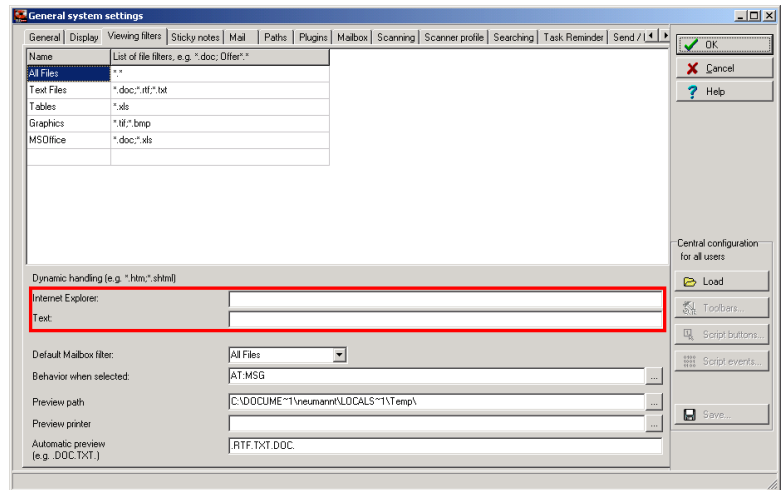 General system settings
General Display Viewing filters Sticky notes Mail Paths Plugins Mailbox Scanning Scanner profile Searching Task Reminder Send /
OK
Cancel
Help
Name List of file filters, e.g. *.doc; Offer*.*
All Files *.*
Text Files *.doc;*.rtf;*.txt
Tables *.xls
Graphics *.tif;*.bmp
MSOffice *.doc;*.xls
Central configuration
for all users
Load
Toolbars...
Script buttons...
Script events...
Save...
Dynamic handling (e.g. *.htm;*.shtml)
Internet Explorer:
Text:
Default Mailbox filter: All Files
Behavior when selected: AT:MSG ...
Preview path C:\DOCUME~1\neumannt\LOCALS~1\Temp\ ...
Preview printer ...
Automatic preview
(e.g. .DOC.TXT.) .RTF.TXT.DOC.